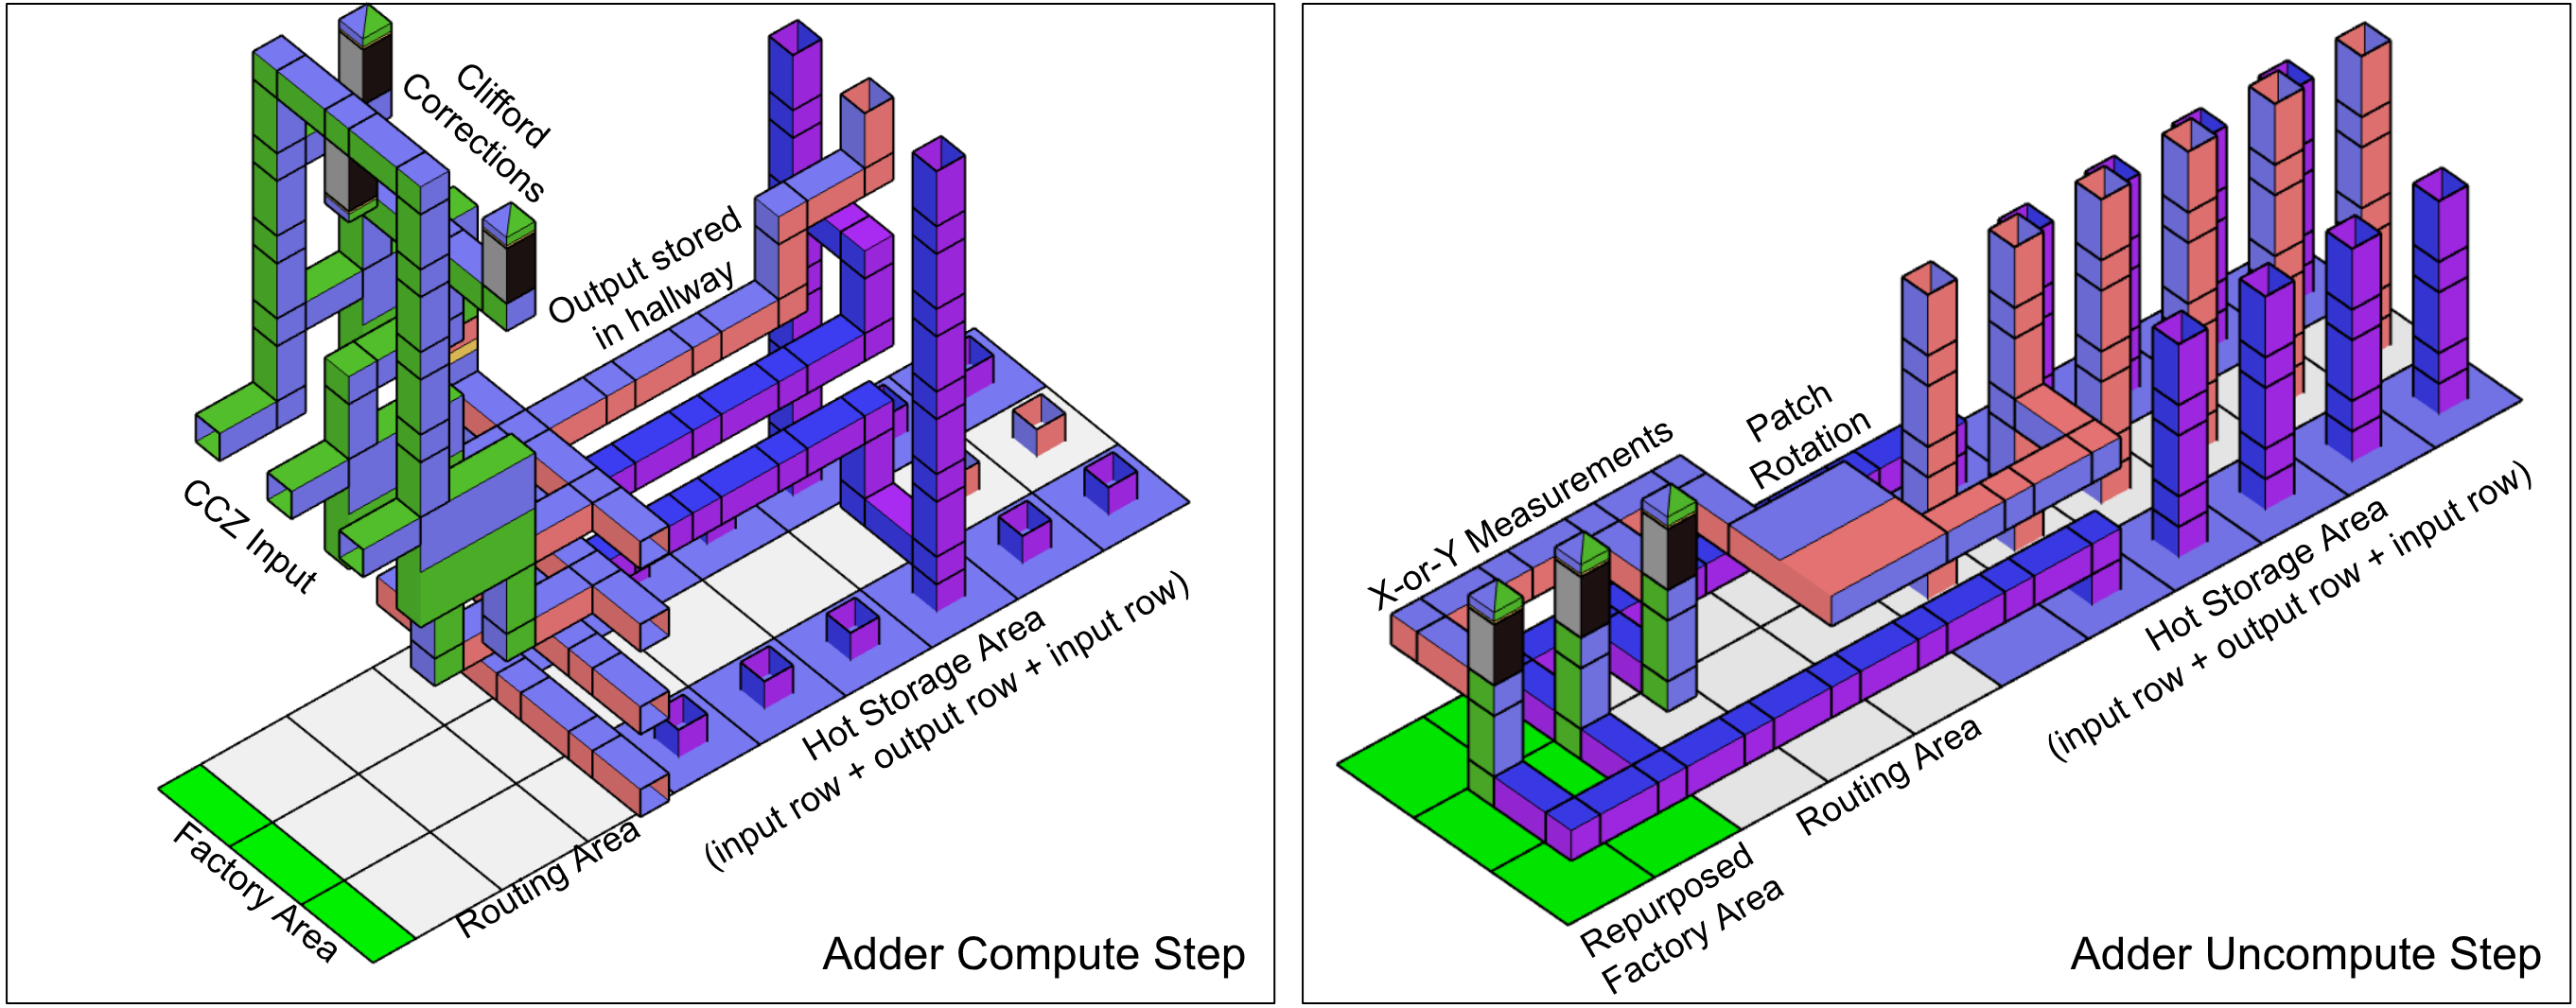 Clifford
Corrections
Output stored
in hallway
CCZ Input
Factory Area
Routing Area
Hot Storage Area
(input row + output row + input row)
Adder Compute Step
X-or-Y Measurements
Patch
Rotation
Hot Storage Area
(input row + output row + input row)
Routing Area
Repurposed
Factory Area
Adder Uncompute Step